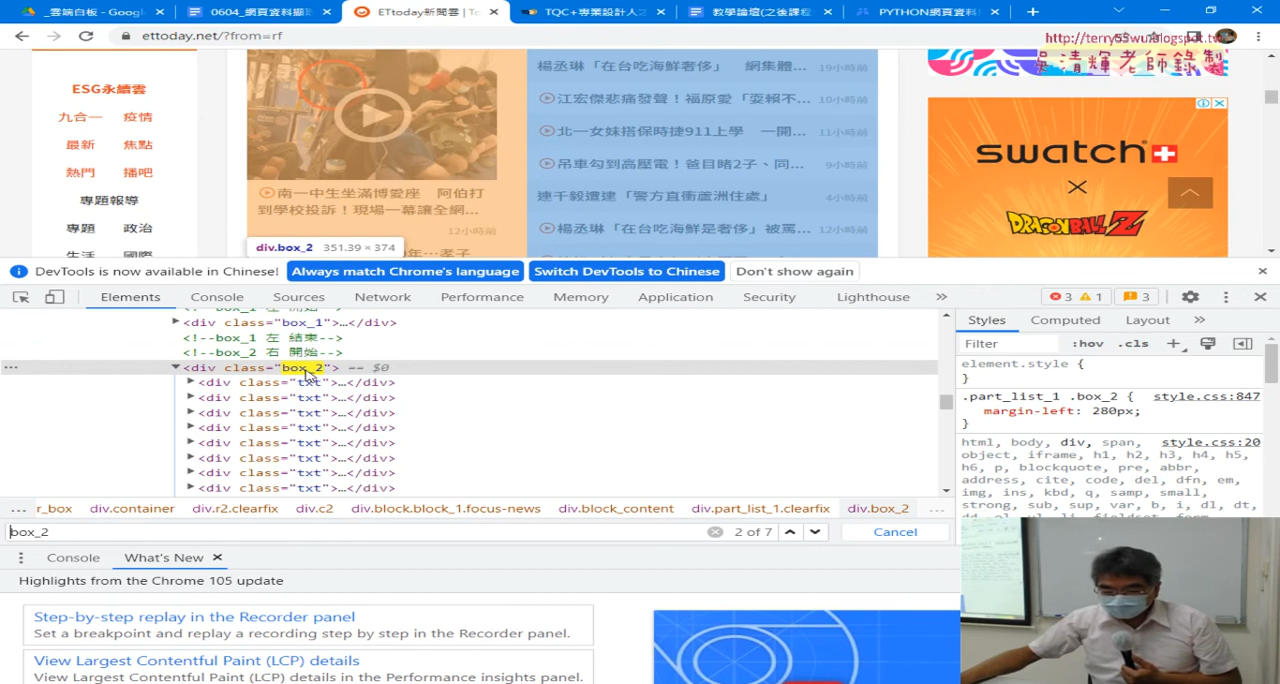 _雲端白板 - Google
0604_網頁資料擷
ETtoday新聞雲 | To
TQC+專業設計人才
教學論壇(之後課程
PYTHON網頁資料
ettoday.net/?from=rf
http://terry55wu.blogspot.tw
吳清輝老師錄製
ESG永續雲
九合一 疫情
最新 焦點
熱門 播吧
專題報導
專題 政治
生活 國際
南一中生坐滿博愛座 阿伯打
到學校投訴！現場一幕讓全網...
12小時前
年…孝子
楊丞琳「在台吃海鮮奢侈」 網集體... 19小時前
江宏傑悲痛發聲！福原愛「耍賴不... 10小時前
北一女妹搭保時捷911上學 一開... 11小時前
吊車勾到高壓電！爸目睹2子、同... 9小時前
連千毅遭逮「警方直衝蘆洲住處」 4小時前
楊丞琳「在台吃海鮮是奢侈」被罵... 12小時前
swatch
DRAGONBALL Z
div.box_2 351.39 × 374
DevTools is now available in Chinese!
Always match Chrome's language
Switch DevTools to Chinese
Don't show again
Elements Console Sources Network Performance Memory Application Security Lighthouse
3 1 3
<!--box_1 左 開始-->
<div class="box_1">…</div>
<!--box_1 左 結束-->
<!--box_2 右 開始-->
<div class="box_2"> == $0
<div class="txt">…</div>
<div class="txt">…</div>
<div class="txt">…</div>
<div class="txt">…</div>
<div class="txt">…</div>
<div class="txt">…</div>
<div class="txt">…</div>
<div class="txt">…</div>
Styles Computed Layout
Filter :hov .cls
element.style {
}
.part_list_1 .box_2 { style.css:847
margin-left: 280px;
}
html, body, div, span, style.css:20
object, iframe, h1, h2, h3, h4, h5,
h6, p, blockquote, pre, abbr,
address, cite, code, del, dfn, em,
img, ins, kbd, q, samp, small,
strong, sub, sup, var, b, i, dl, dt,
... r_box div.container div.r2.clearfix div.c2 div.block.block_1.focus-news div.block_content div.part_list_1.clearfix div.box_2 ...
box_2
2 of 7
Cancel
Console What's New
Highlights from the Chrome 105 update
Step-by-step replay in the Recorder panel
Set a breakpoint and replay a recording step by step in the Recorder panel.
View Largest Contentful Paint (LCP) details
View Largest Contentful Paint (LCP) details in the Performance insights panel.